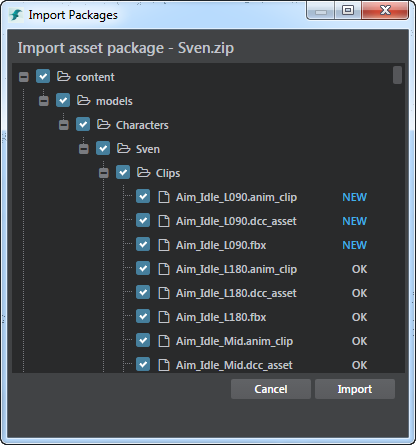 Import Packages
Import asset package - Sven.zip
content
models
Characters
Sven
Clips
Aim_Idle_L090.anim_clip NEW
Aim_Idle_L090.dcc_asset NEW
Aim_Idle_L090.fbx NEW
Aim_Idle_L180.anim_clip OK
Aim_Idle_L180.dcc_asset OK
Aim_Idle_L180.fbx OK
Aim_Idle_Mid.anim_clip OK
Aim_Idle_Mid.dcc_asset OK
Cancel Import